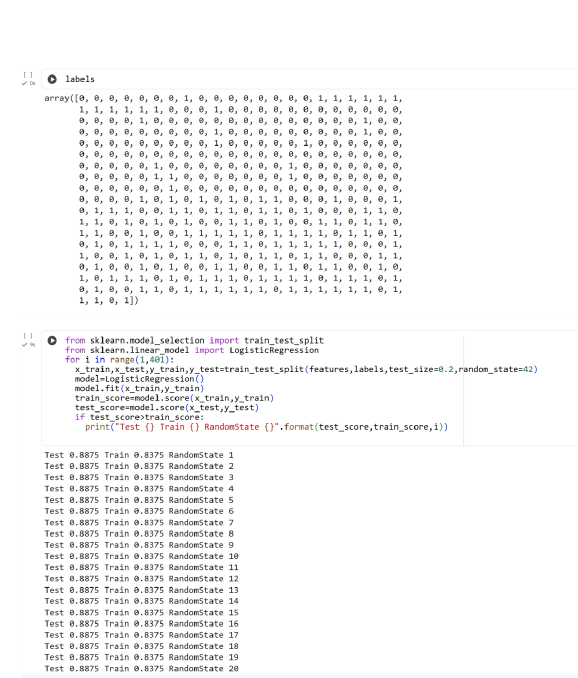 [ ]
0s
labels
array([0, 0, 0, 0, 0, 0, 0, 1, 0, 0, 0, 0, 0, 0, 0, 0, 1, 1, 1, 1, 1, 1,
1, 1, 1, 1, 1, 1, 0, 0, 0, 1, 0, 0, 0, 0, 0, 0, 0, 0, 0, 0,
0, 0, 0, 0, 1, 0, 0, 0, 0, 0, 0, 0, 0, 0, 0, 0, 0, 1, 0, 0,
0, 0, 0, 0, 0, 0, 0, 0, 0, 1, 0, 0, 0, 0, 0, 0, 0, 1, 0, 0,
0, 0, 0, 0, 0, 0, 0, 0, 0, 1, 0, 0, 0, 0, 0, 1, 0, 0, 0, 0, 0, 0,
0, 0, 0, 0, 0, 0, 0, 0, 0, 0, 0, 0, 0, 0, 0, 0, 0, 0, 0, 0, 0, 0,
0, 0, 0, 0, 0, 1, 0, 0, 0, 0, 0, 0, 0, 0, 1, 0, 0, 0, 0, 0, 0, 0,
0, 0, 0, 0, 0, 1, 1, 0, 0, 0, 0, 0, 0, 0, 1, 0, 0, 0, 0, 0, 0, 0,
0, 0, 0, 0, 0, 0, 1, 0, 0, 0, 0, 0, 0, 0, 0, 0, 0, 0, 0, 0, 0, 0,
0, 0, 0, 0, 1, 0, 1, 0, 1, 0, 1, 0, 1, 1, 0, 0, 0, 1, 0, 0, 0, 1,
0, 1, 1, 1, 0, 0, 1, 1, 0, 1, 1, 0, 1, 1, 0, 1, 0, 0, 0, 1, 1, 0,
1, 1, 0, 1, 0, 1, 0, 1, 0, 0, 1, 1, 0, 1, 0, 0, 1, 1, 0, 1, 1, 0,
1, 1, 0, 0, 1, 0, 0, 1, 1, 1, 1, 1, 0, 1, 1, 1, 1, 0, 1, 1, 0, 1,
0, 1, 0, 1, 1, 1, 1, 0, 0, 0, 1, 1, 0, 1, 1, 1, 1, 1, 0, 0, 0, 1,
1, 0, 0, 1, 0, 1, 0, 1, 1, 0, 1, 0, 1, 1, 0, 1, 1, 0, 0, 0, 1,
0, 1, 0, 0, 1, 0, 1, 0, 0, 1, 1, 0, 0, 1, 1, 0, 1, 1, 0, 0, 1, 0,
1, 0, 1, 1, 1, 0, 1, 0, 1, 1, 1, 0, 1, 1, 1, 1, 0, 1, 1, 1, 0,
0, 1, 0, 0, 1, 1, 0, 1, 1, 1, 1, 1, 1, 0, 1, 1, 1, 1, 1, 1, 0, 1,
1, 1, 0, 1])
[ ]
9s
from sklearn.model_selection import train_test_split
from sklearn.linear_model import LogisticRegression
for i in range(1,401):
x_train,x_test,y_train,y_test=train_test_split(features,labels,test_size=0.2,random_state=42)
model=LogisticRegression()
model.fit(x_train,y_train)
train_score=model.score(x_train,y_train)
test_score=model.score(x_test,y_test)
if test_score>train_score:
print("Test {} Train {} RandomState {}".format(test_score,train_score,i))
Test 0.8875 Train 0.8375 RandomState 1
Test 0.8875 Train 0.8375 RandomState 2
Test 0.8875 Train 0.8375 RandomState 3
Test 0.8875 Train 0.8375 RandomState 4
Test 0.8875 Train 0.8375 RandomState 5
Test 0.8875 Train 0.8375 RandomState 6
Test 0.8875 Train 0.8375 RandomState 7
Test 0.8875 Train 0.8375 RandomState 8
Test 0.8875 Train 0.8375 RandomState 9
Test 0.8875 Train 0.8375 RandomState 10
Test 0.8875 Train 0.8375 RandomState 11
Test 0.8875 Train 0.8375 RandomState 12
Test 0.8875 Train 0.8375 RandomState 13
Test 0.8875 Train 0.8375 RandomState 14
Test 0.8875 Train 0.8375 RandomState 15
Test 0.8875 Train 0.8375 RandomState 16
Test 0.8875 Train 0.8375 RandomState 17
Test 0.8875 Train 0.8375 RandomState 18
Test 0.8875 Train 0.8375 RandomState 19
Test 0.8875 Train 0.8375 RandomState 20